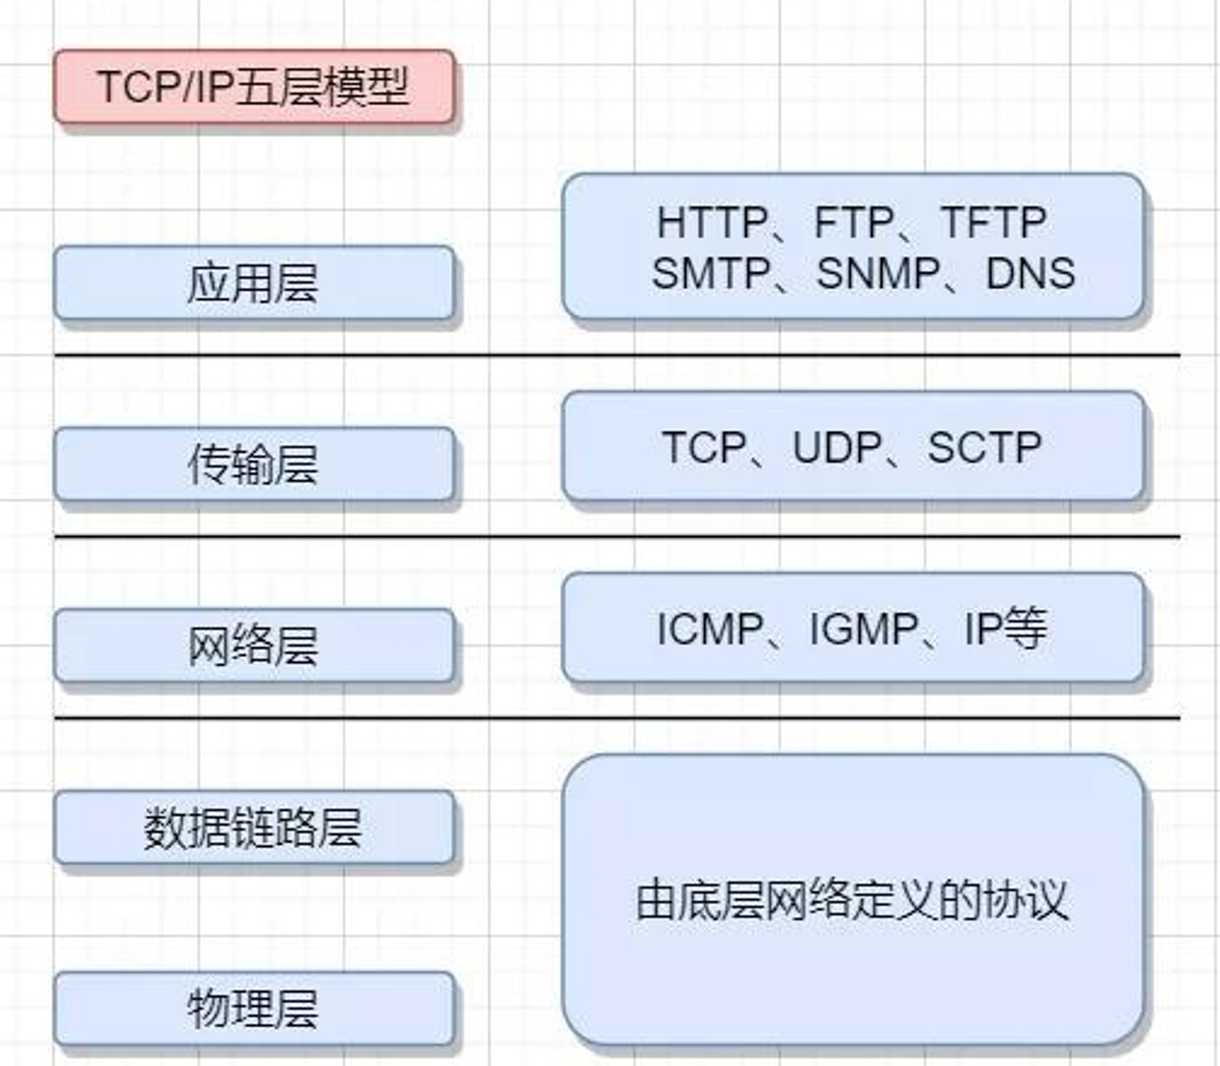 TCP/IP五层模型
HTTP、FTP、TFTP
SMTP、SNMP、DNS
应用层
TCP、UDP、SCTP
传输层
ICMP、IGMP、IP等
网络层
数据链路层
由底层网络定义的协议
物理层